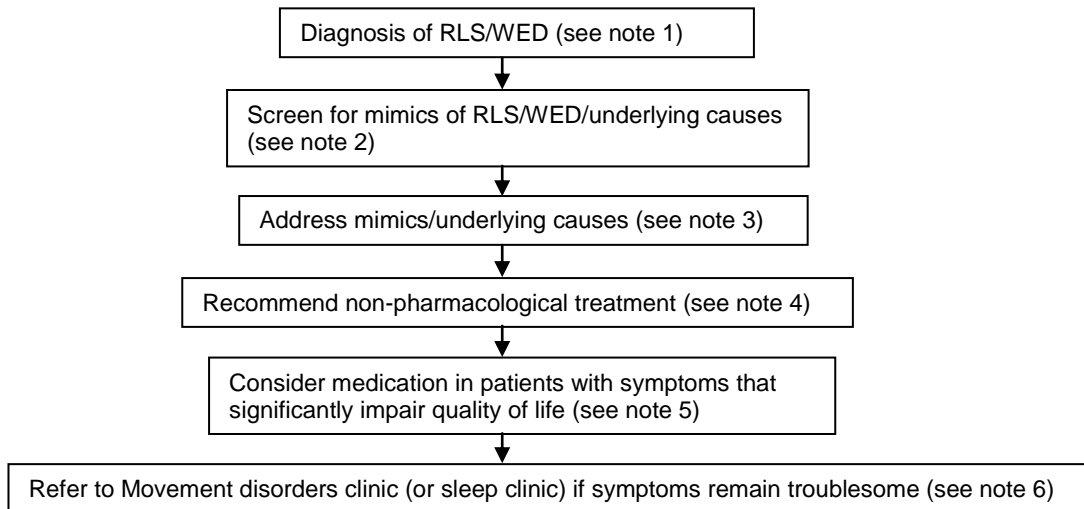 Diagnosis of RLS/WED (see note 1)
Screen for mimics of RLS/WED/underlying causes
(see note 2)
Address mimics/underlying causes (see note 3)
Recommend non-pharmacological treatment (see note 4)
Consider medication in patients with symptoms that
significantly impair quality of life (see note 5)
Refer to Movement disorders clinic (or sleep clinic) if symptoms remain troublesome (see note 6)